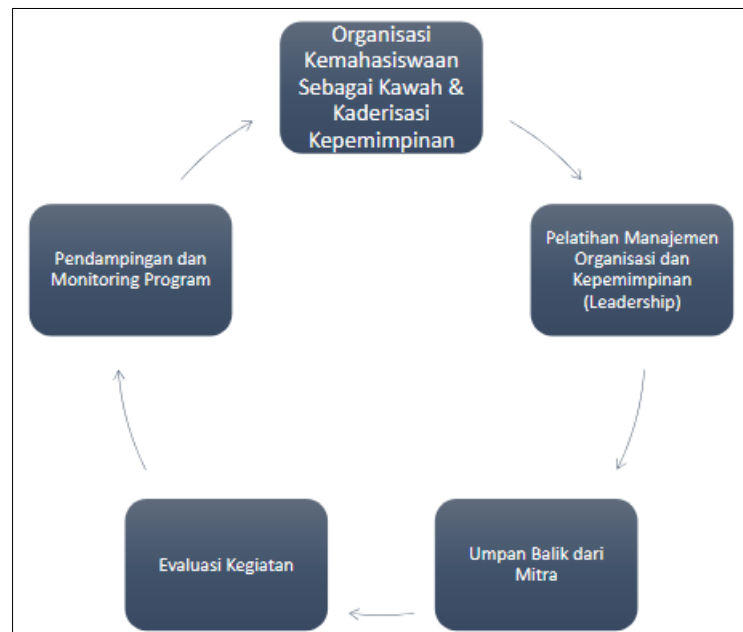 Organisasi
Kemahasiswaan
Sebagai Kawah &
Kaderisasi
Kepemimpinan
Pelatihan Manajemen
Organisasi dan
Kepemimpinan
(Leadership)
Umpan Balik dari
Mitra
Evaluasi Kegiatan
Pendampingan dan
Monitoring Program